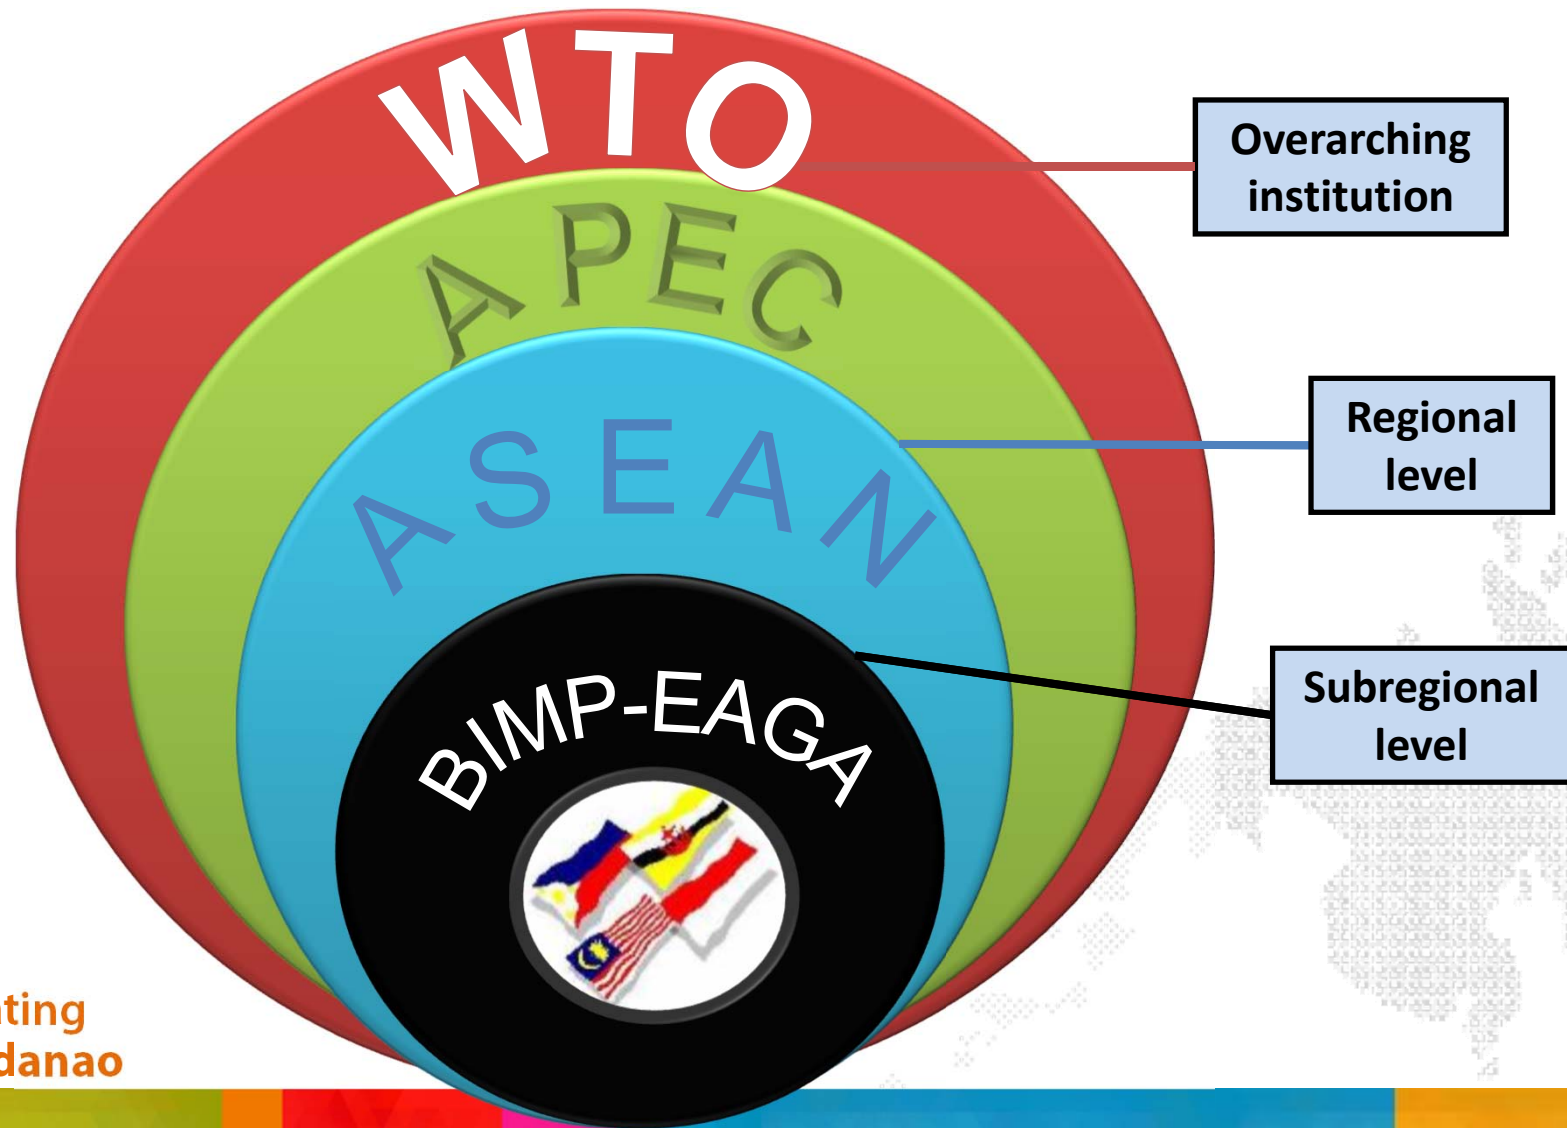 WTO
Overarching
institution
APEC
Regional
level
ASEAN
Subregional
level
BIMP-EAGA
ting
danao